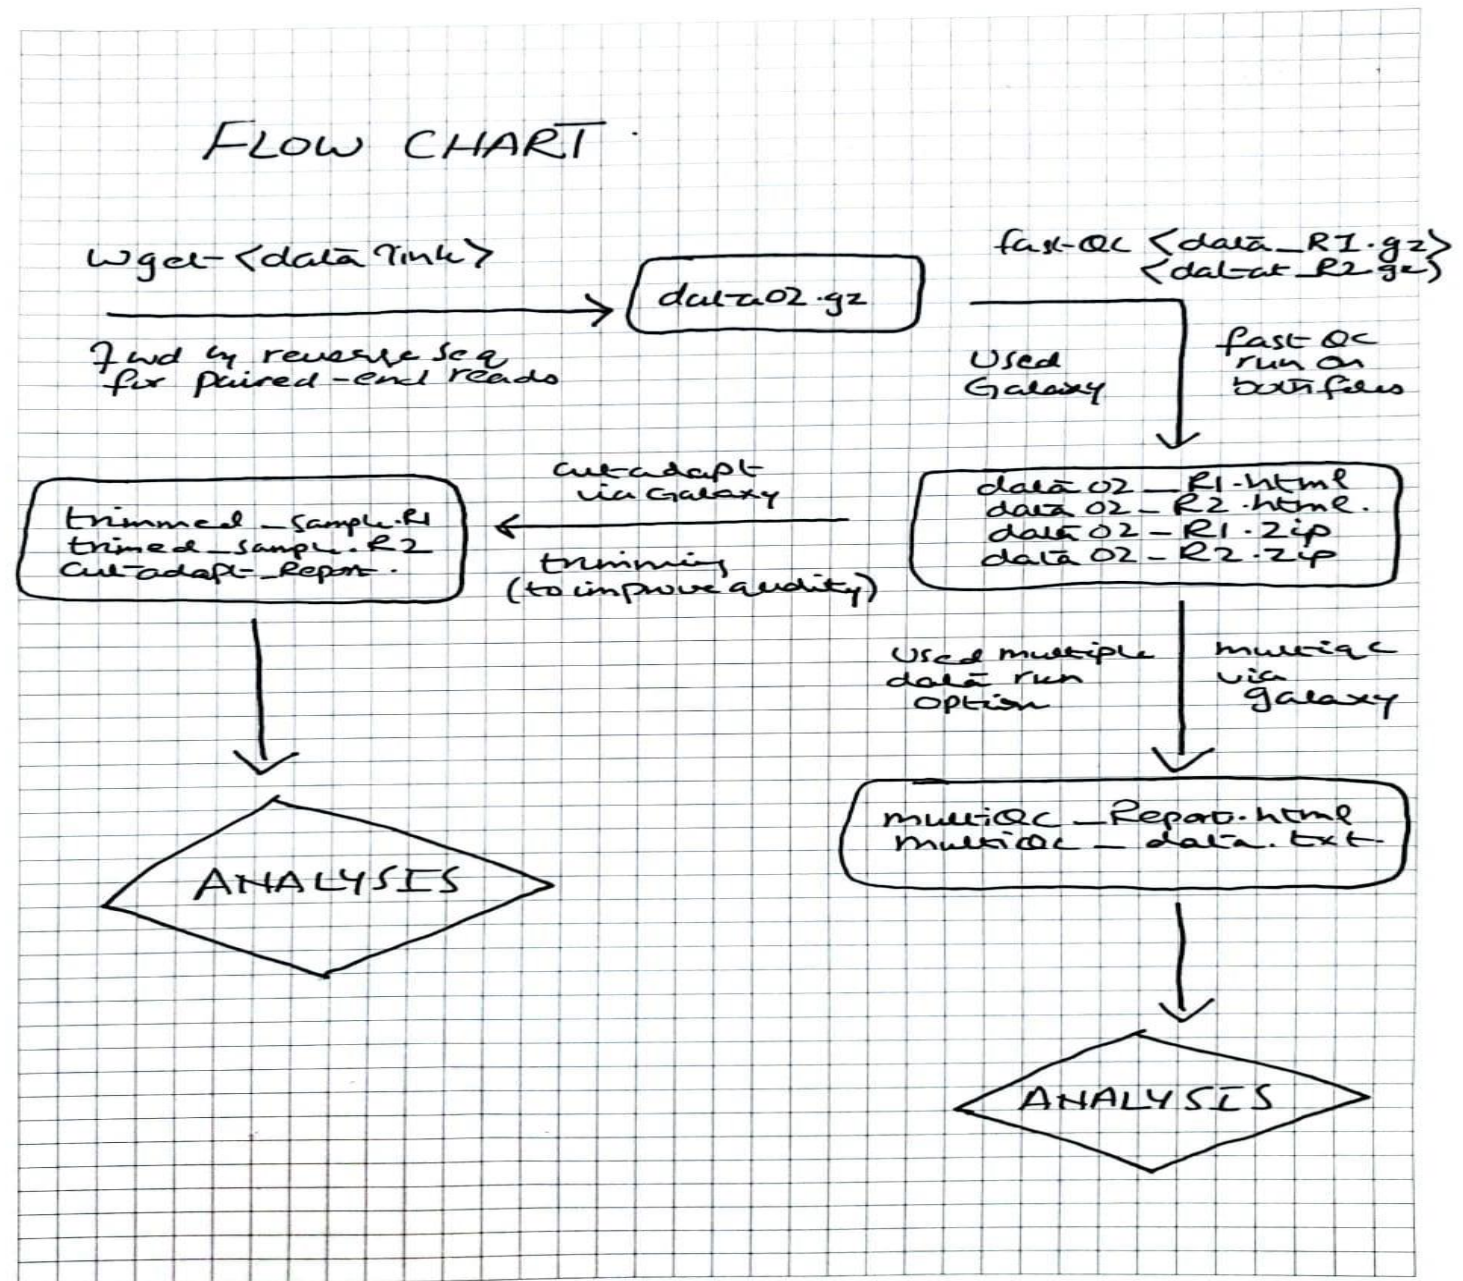 FLOW CHART.
wget <data link>
fwd & reverse seq
for paired-end reads
data02.gz
fast-QC <data_R1.gz>
<datat_R2.gz>
Used
Galaxy
fast QC
run on
both files
data02_R1.html
data02_R2.html.
data02_R1.zip
data02_R2.zip
cutadapt
via Galaxy
trimming
(to improve quality)
trimmed_sample.R1
trimed_sample.R2
cutadapt_Report.
ANALYSIS
Used multiple
data run
option
multiqc
via
galaxy
multiQC_Report.html
multiQC_data.txt.
ANALYSIS